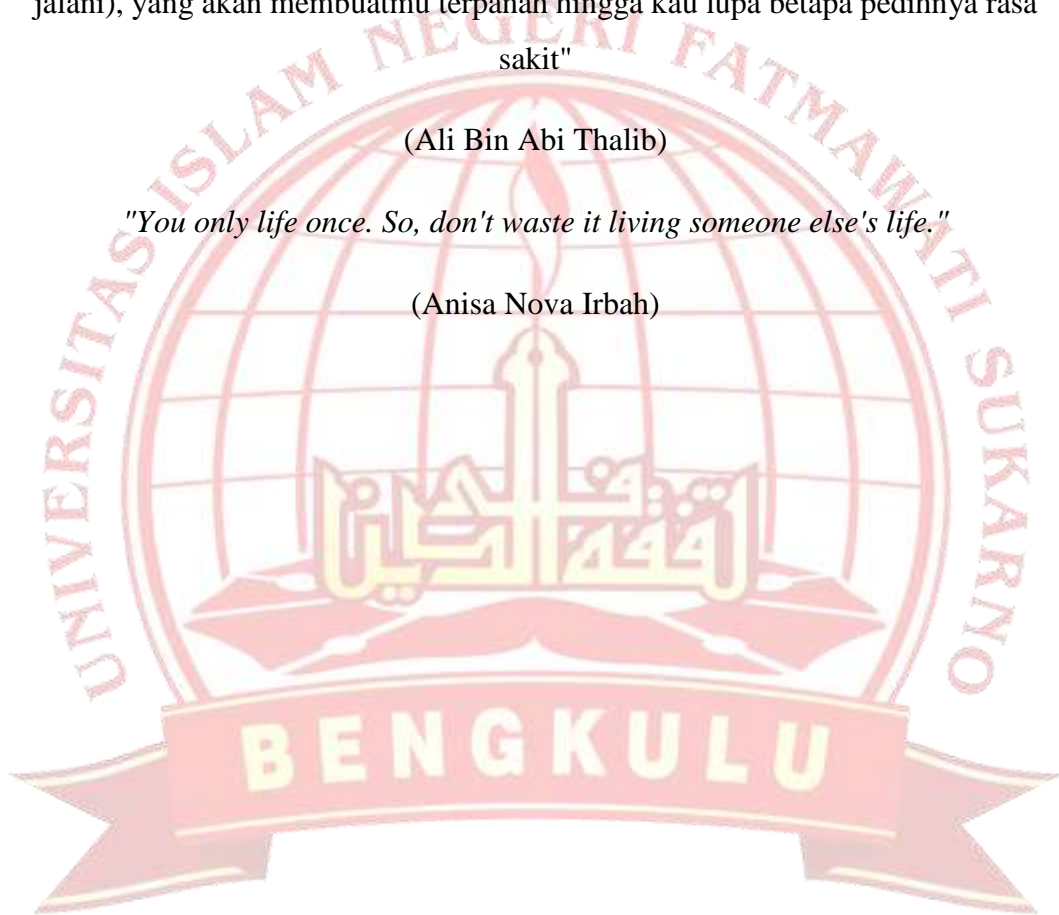 jalani), yang akan membuatmu terpanah hingga kau lupa betapa pedihnya rasa
sakit"
(Ali Bin Abi Thalib)
"You only life once. So, don't waste it living someone else's life."
(Anisa Nova Irbah)
UNIVERSITAS ISLAM NEGERI FATMAWATI SUKARNO
BENGKULU